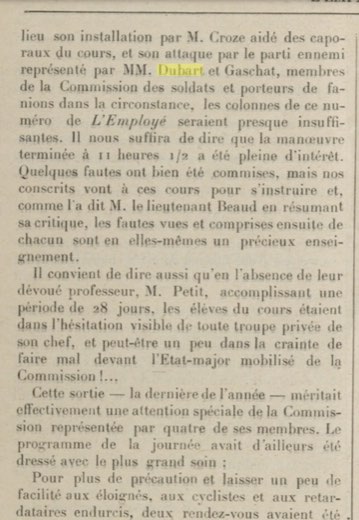 lieu son installation par M. Croze aidé des capo-
raux du cours, et son attaque par le parti ennemi
représenté par MM. Dubart et Gaschat, membres
de la Commission des soldats et porteurs de fa-
nions dans la circonstance, les colonnes de ce nu-
méro de L'Employé seraient presque insuffi-
santes. Il nous suffira de dire que la manœuvre
terminée à 11 heures 1/2 a été pleine d'intérêt.
Quelques fautes ont bien été commises, mais nos
conscrits vont à ces cours pour s'instruire et,
comme l'a dit M. le lieutenant Beaud en résumant
sa critique, les fautes vues et comprises ensuite de
chacun sont en elles-mêmes un précieux ensei-
gnement.
Il convient de dire aussi qu'en l'absence de leur
dévoué professeur, M. Petit, accomplissant une
période de 28 jours, les élèves du cours étaient
dans l'hésitation visible de toute troupe privée de
son chef, et peut-être un peu dans la crainte de
faire mal devant l'Etat-major mobilisé de la
Commission !...
Cette sortie — la dernière de l'année — méritait
effectivement une attention spéciale de la Commis-
sion représentée par quatre de ses membres. Le
programme de la journée avait d'ailleurs été
dressé avec le plus grand soin :
Pour plus de précaution et laisser un peu de
facilité aux éloignés, aux cyclistes et aux retar-
dataires endurcis, deux rendez-vous avaient été